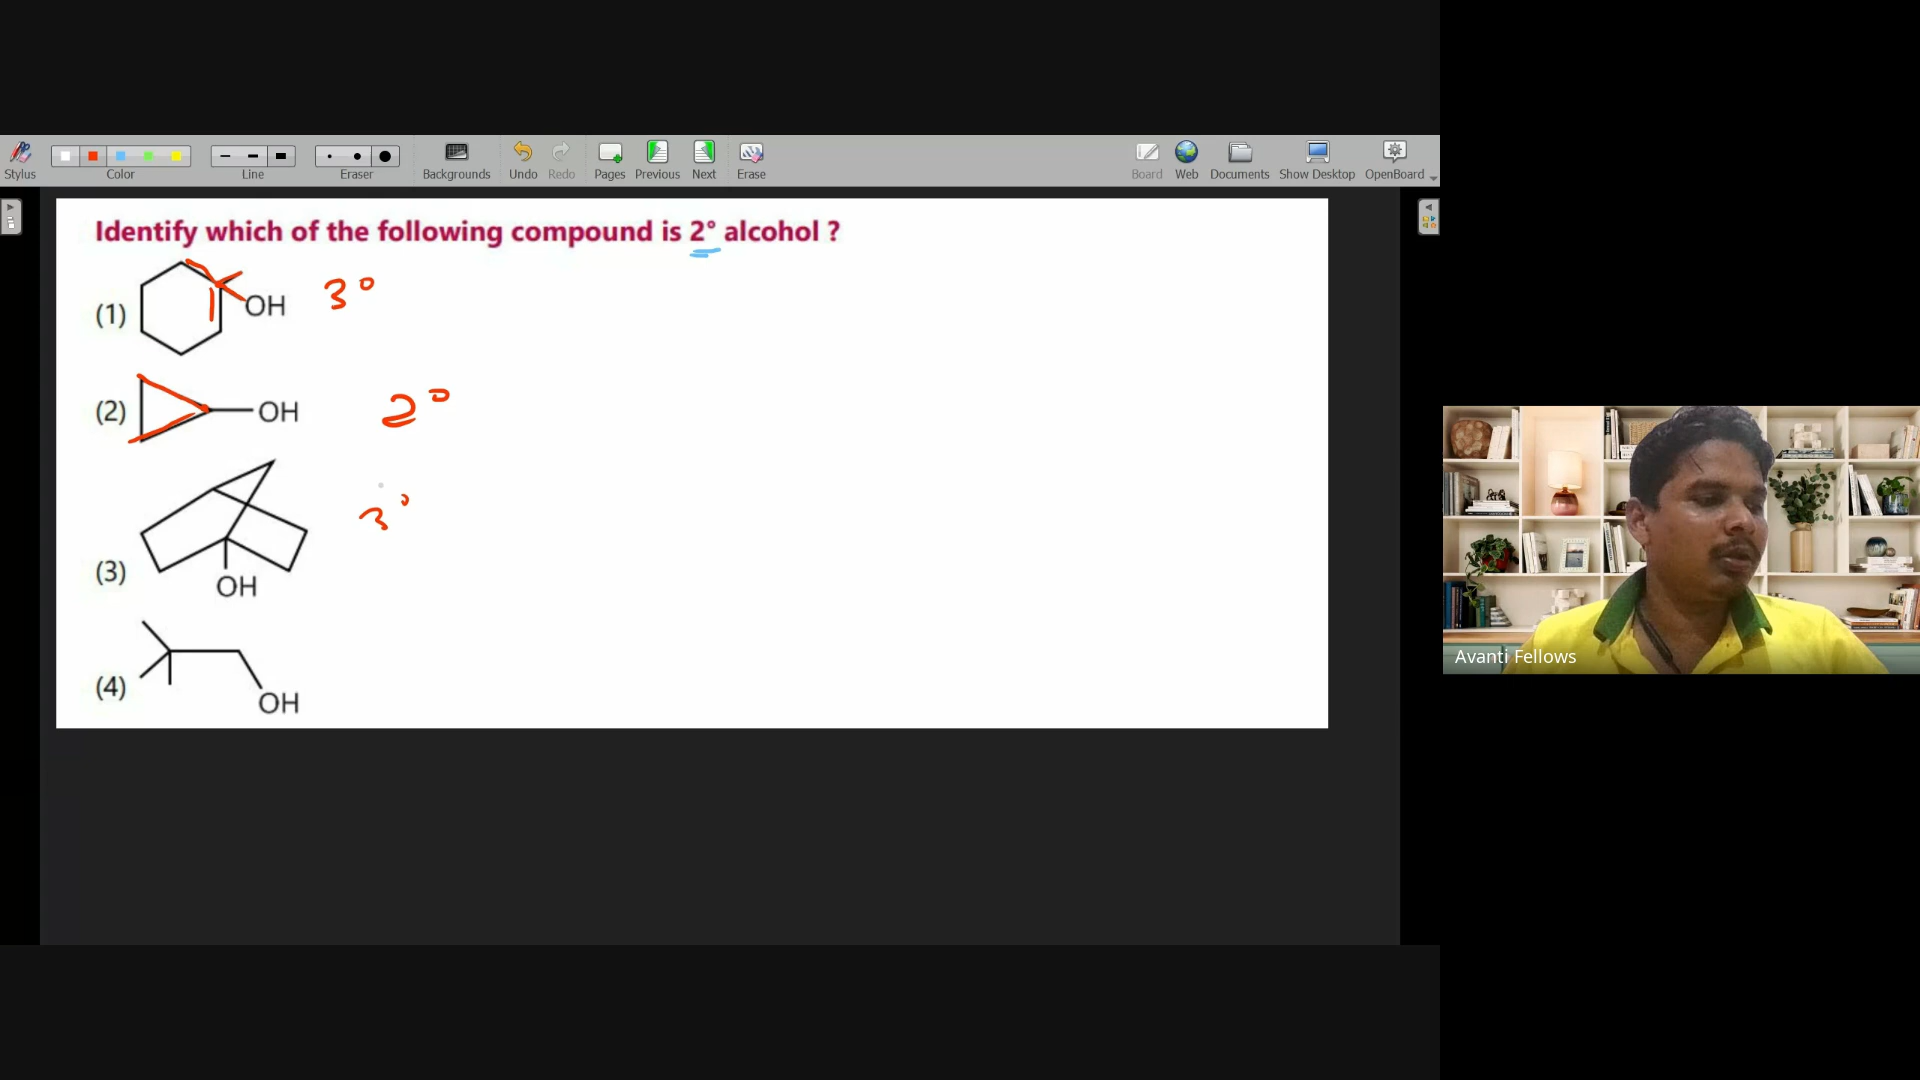 Stylus
Color
Line
Eraser
Backgrounds
Undo
Redo
Pages
Previous
Next
Erase
Board
Web
Documents
Show Desktop
OpenBoard
Identify which of the following compound is 2° alcohol ?
(1) OH 3°
(2) OH 2°
(3) OH 3°
(4) OH
Avanti Fellows